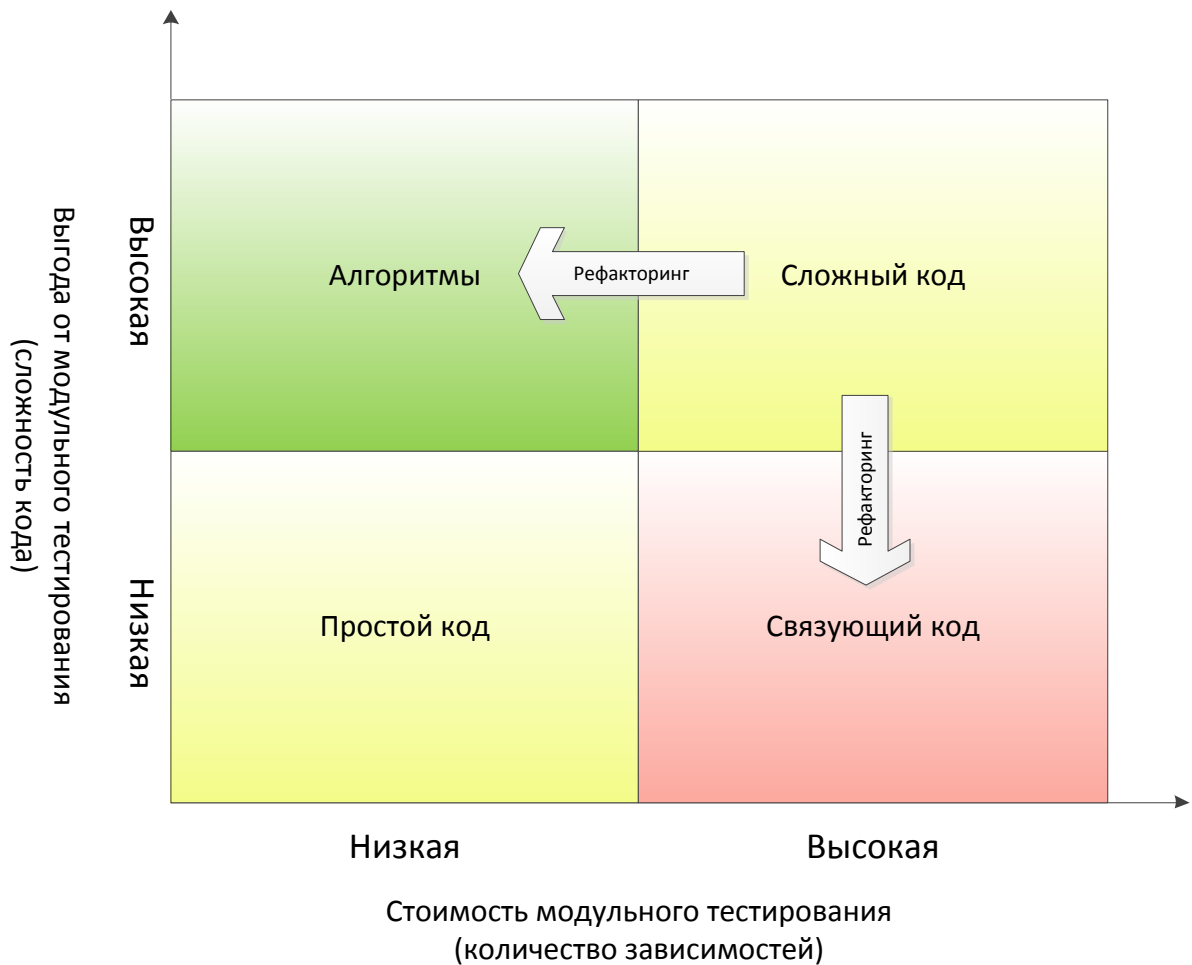 Выгода от модульного тестирования
(сложность кода)
Высокая
Низкая
Алгоритмы
Рефакторинг
Сложный код
Рефакторинг
Простой код
Связующий код
Низкая
Высокая
Стоимость модульного тестирования
(количество зависимостей)